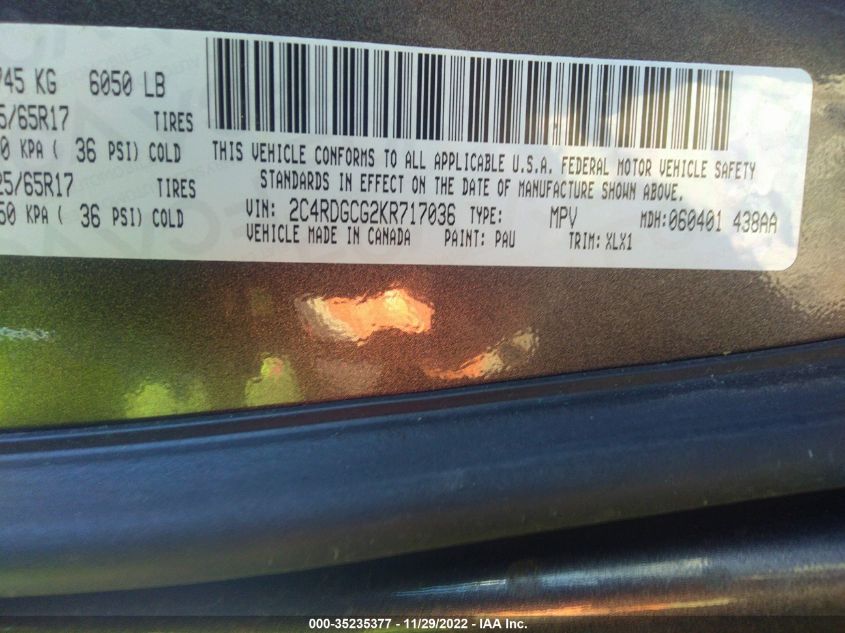 745 KG 6050 LB
5/65R17 TIRES
0 KPA ( 36 PSI) COLD
25/65R17 TIRES
50 KPA ( 36 PSI) COLD
THIS VEHICLE CONFORMS TO ALL APPLICABLE U.S.A. FEDERAL MOTOR VEHICLE SAFETY
STANDARDS IN EFFECT ON THE DATE OF MANUFACTURE SHOWN ABOVE.
VIN: 2C4RDGCG2KR717036 TYPE: MPV MDH:060401 438AA
VEHICLE MADE IN CANADA PAINT: PAU TRIM: XLX1
000-35235377 - 11/29/2022 - IAA Inc.